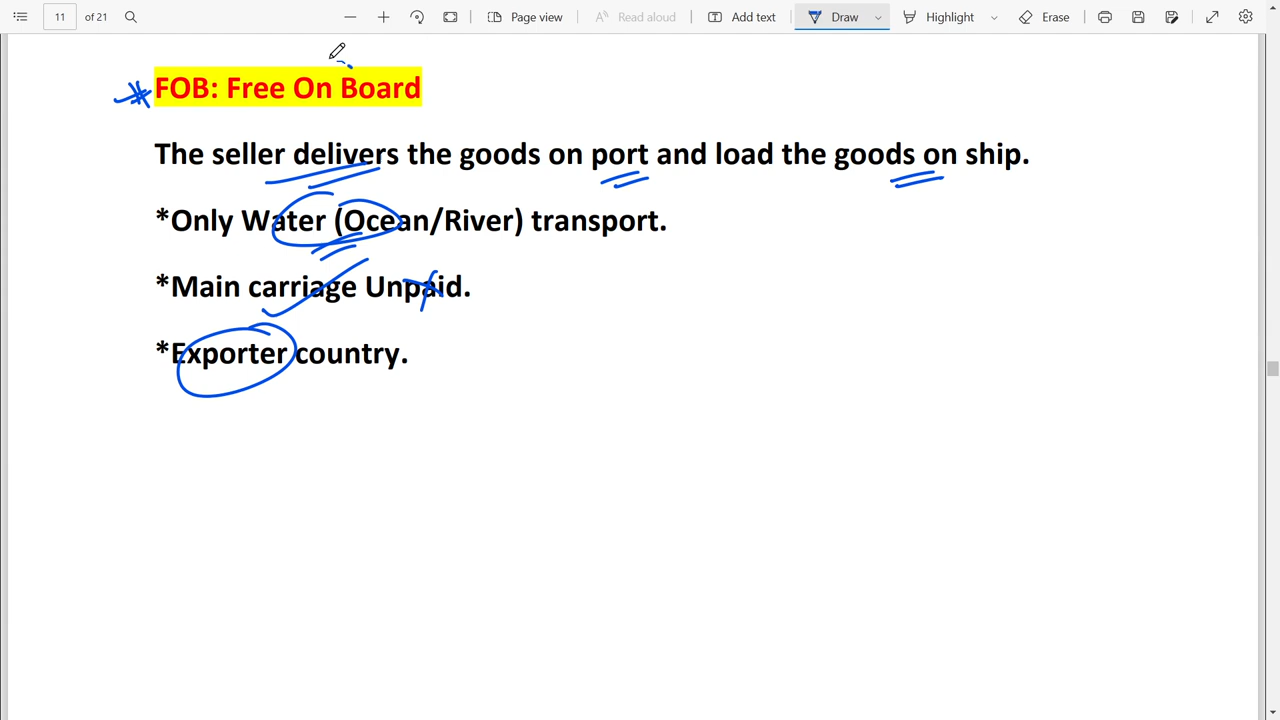 11 of 21 Page view Read aloud Add text Draw Highlight Erase
FOB: Free On Board
The seller delivers the goods on port and load the goods on ship.
*Only Water (Ocean/River) transport.
*Main carriage Unpaid.
*Exporter country.